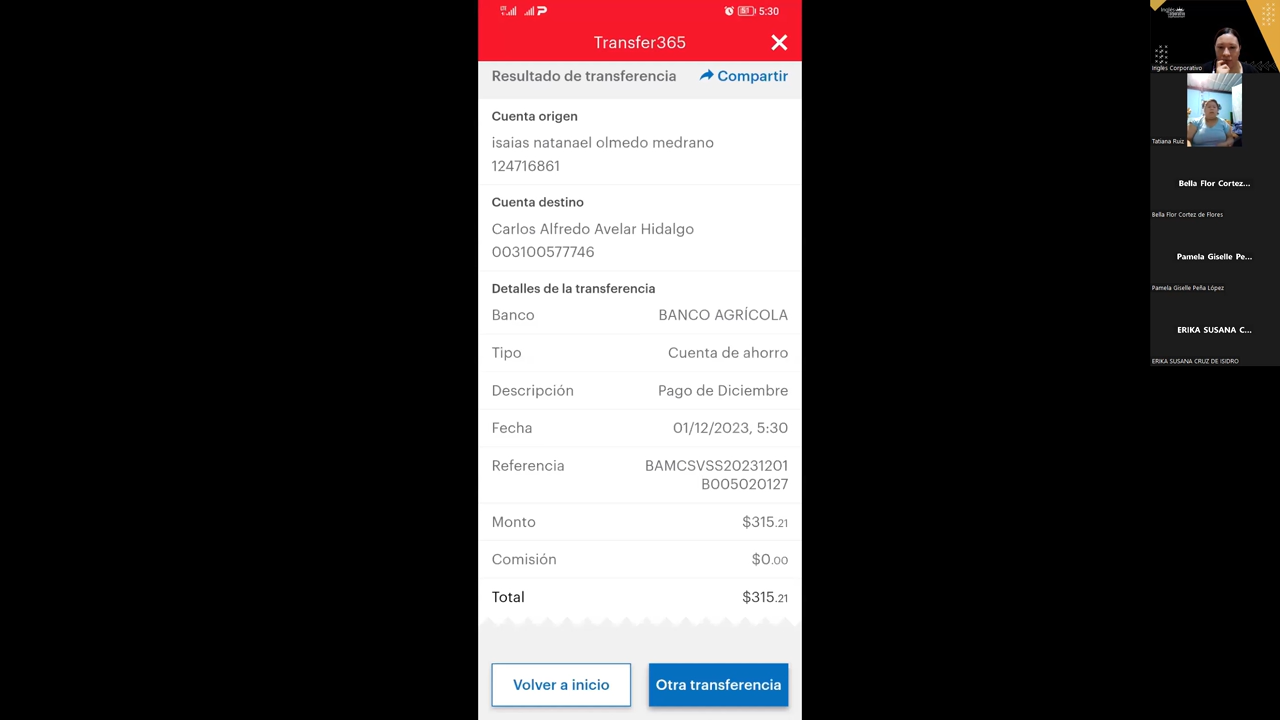 5:30
Transfer365
Resultado de transferencia
Compartir
Cuenta origen
isaias natanael olmedo medrano
124716861
Cuenta destino
Carlos Alfredo Avelar Hidalgo
003100577746
Detalles de la transferencia
Banco BANCO AGRÍCOLA
Tipo Cuenta de ahorro
Descripción Pago de Diciembre
Fecha 01/12/2023, 5:30
Referencia BAMCSVSS20231201
B005020127
Monto $315.21
Comisión $0.00
Total $315.21
Volver a inicio
Otra transferencia
Inglés Corporativo
Tatiana Ruiz
Bella Flor Cortez...
Bella Flor Cortez de Flores
Pamela Giselle Pe...
Pamela Giselle Peña López
ERIKA SUSANA C...
ERIKA SUSANA CRUZ DE ISIDRO